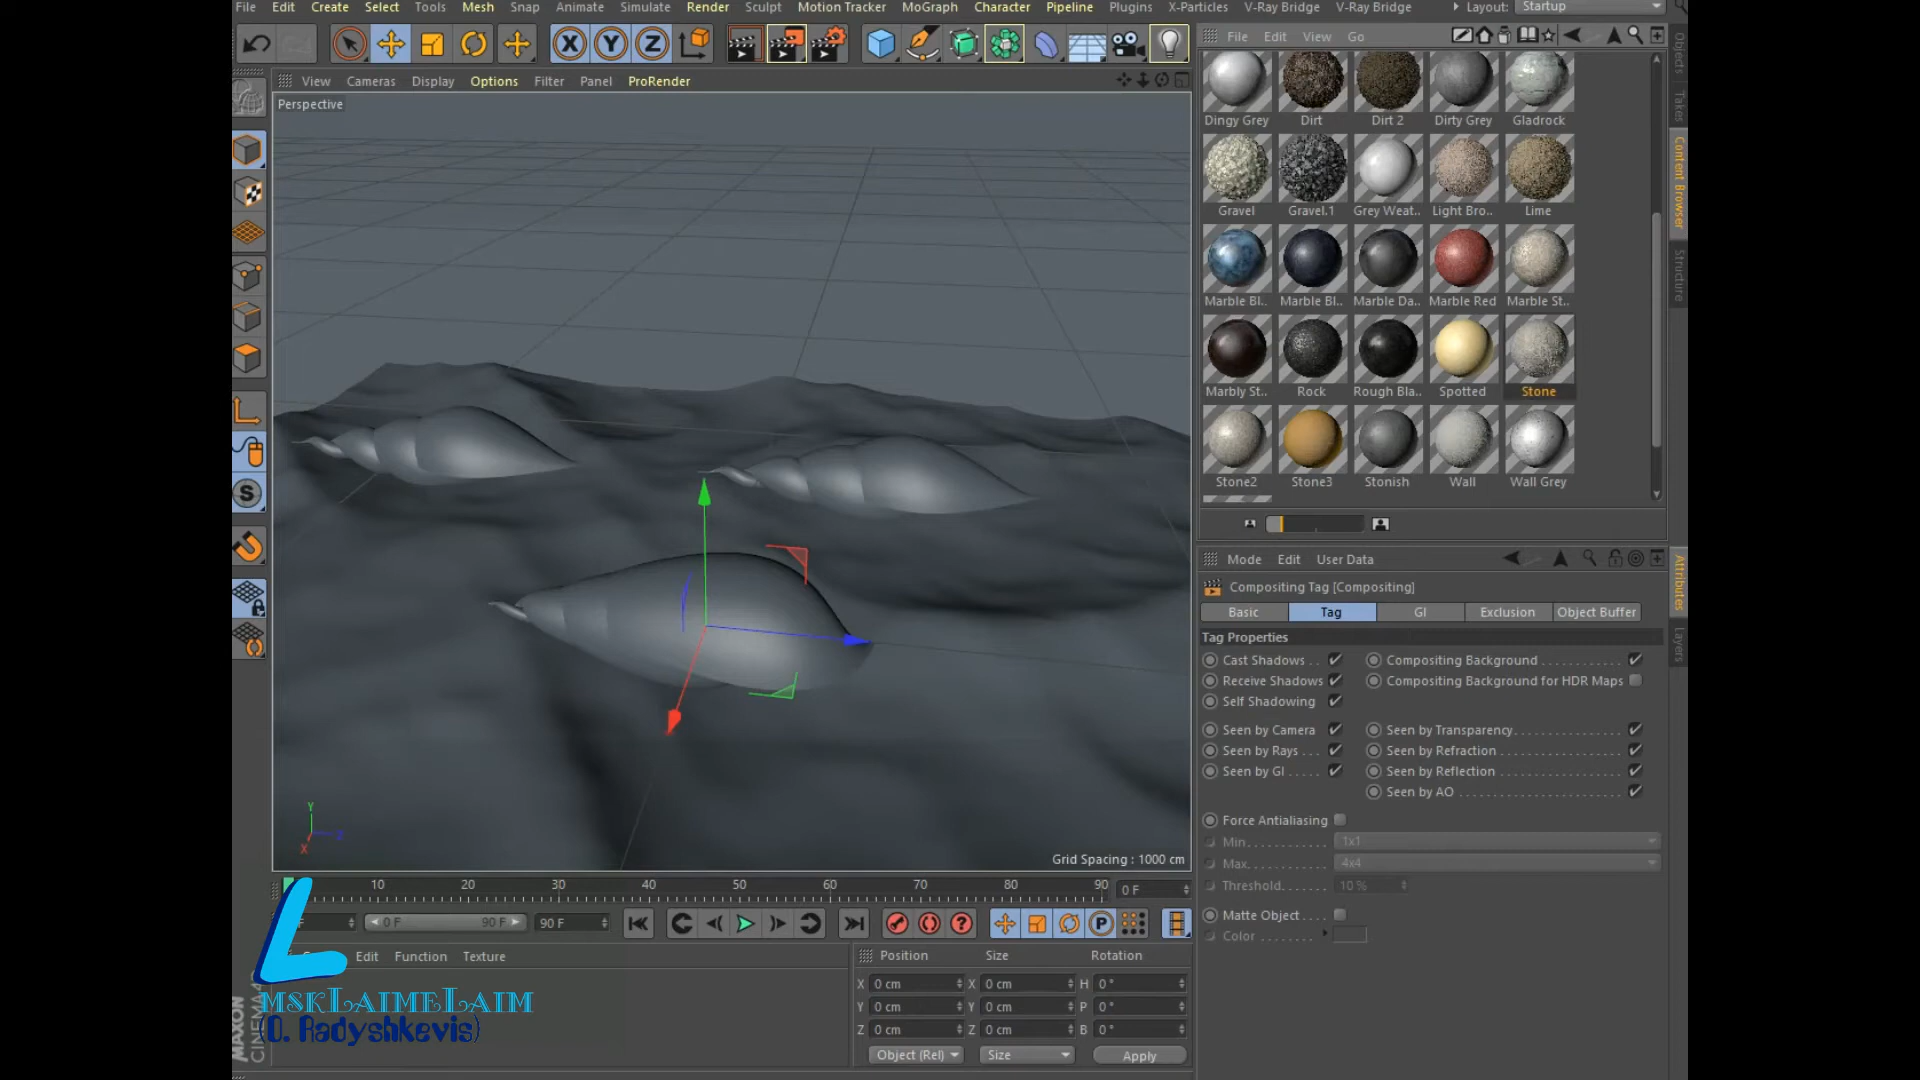 File Edit Create Select Tools Mesh Snap Animate Simulate Render Sculpt Motion Tracker MoGraph Character Pipeline Plugins X-Particles V-Ray Bridge V-Ray Bridge Layout: Startup
File Edit View Go
View Cameras Display Options Filter Panel ProRender
Perspective
Dingy Grey Dirt Dirt 2 Dirty Grey Gladrock
Gravel Gravel.1 Grey Weat.. Light Bro.. Lime
Marble Bl.. Marble Bl.. Marble Da.. Marble Red Marble St..
Marbly St.. Rock Rough Bla.. Spotted Stone
Stone2 Stone3 Stonish Wall Wall Grey
Objects
Takes
Content Browser
Structure
Mode Edit User Data
Compositing Tag [Compositing]
Basic Tag GI Exclusion Object Buffer
Tag Properties
Cast Shadows . . Compositing Background
Receive Shadows Compositing Background for HDR Maps
Self Shadowing
Seen by Camera Seen by Transparency
Seen by Rays . . . Seen by Refraction
Seen by GI Seen by Reflection
Seen by AO
Force Antialiasing
Min. 1x1
Max. 4x4
Threshold. 10 %
Matte Object
Color
Attributes
Layers
Y
X Z
Grid Spacing : 1000 cm
10 20 30 40 50 60 70 80 90 0 F
0 F 90 F 90 F
Edit Function Texture
Position Size Rotation
X 0 cm X 0 cm H 0 °
Y 0 cm Y 0 cm P 0 °
Z 0 cm Z 0 cm B 0 °
Object (Rel) Size Apply
L
mskLaimeLaim
(O. Radyshkevis)
MAXON